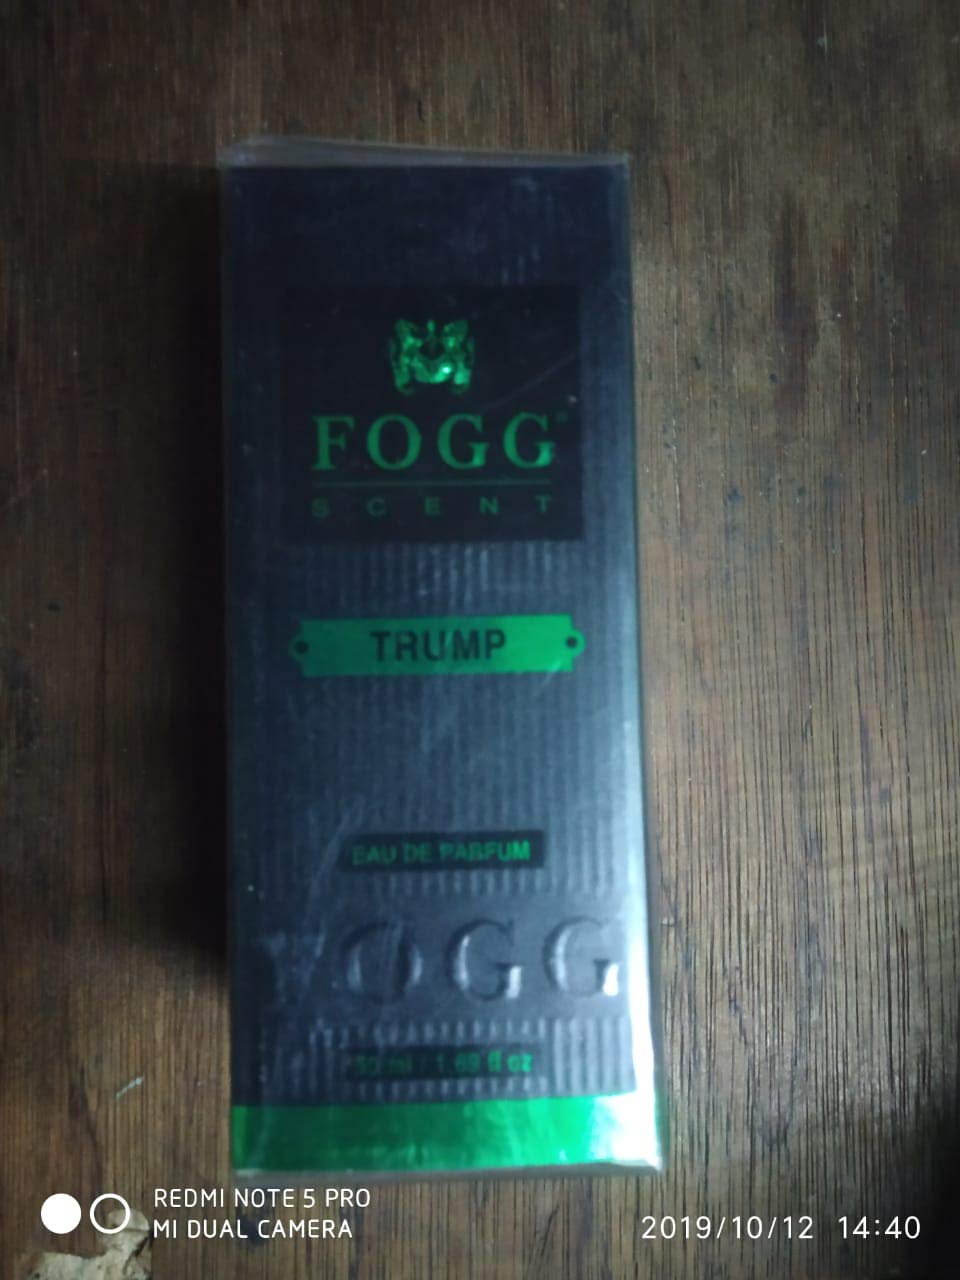 FOGG®
SCENT
TRUMP
EAU DE PARFUM
FOGG
50 ml / 1.69 fl oz
REDMI NOTE 5 PRO
MI DUAL CAMERA
2019/10/12 14:40